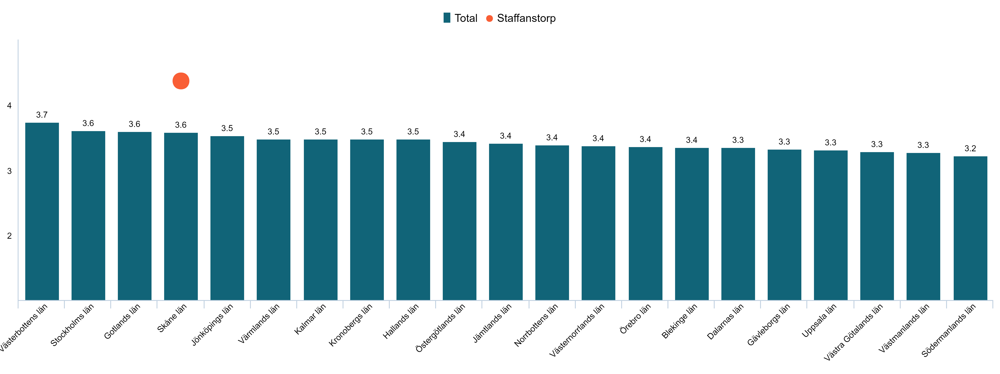 Total Staffanstorp
4
3
2
3.7
3.6
3.6
3.6
3.5
3.5
3.5
3.5
3.5
3.4
3.4
3.4
3.4
3.4
3.4
3.3
3.3
3.3
3.3
3.3
3.2
Västerbottens län
Stockholms län
Gotlands län
Skåne län
Jönköpings län
Värmlands län
Kalmar län
Kronobergs län
Hallands län
Östergötlands län
Jämtlands län
Norrbottens län
Västernorrlands län
Örebro län
Blekinge län
Dalarnas län
Gävleborgs län
Uppsala län
Västra Götalands län
Västmanlands län
Södermanlands län